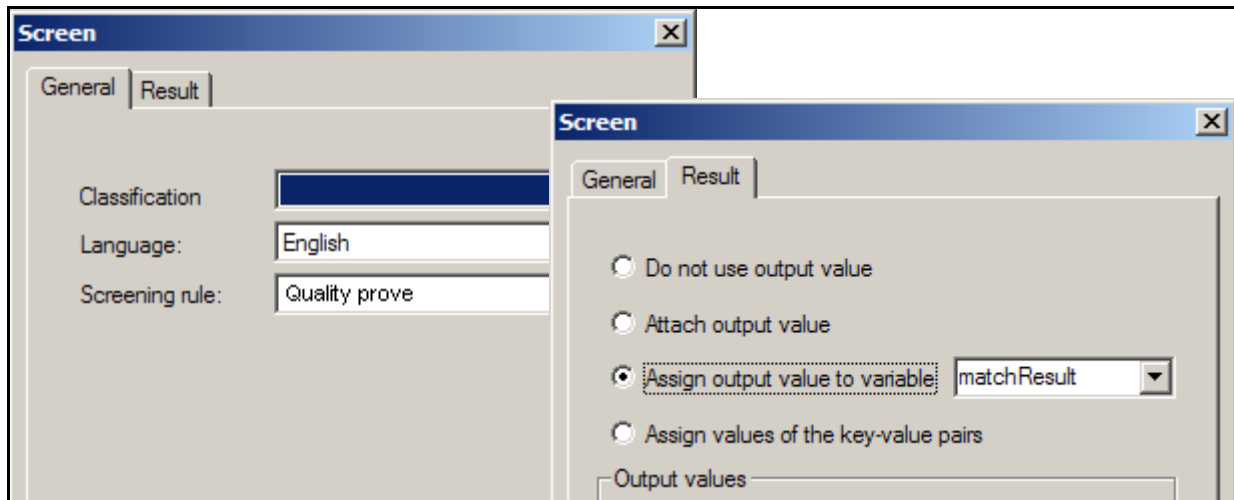 Screen
General
Result
Classification
Language:
English
Screening rule:
Quality prove
Screen
General
Result
Do not use output value
Attach output value
Assign output value to variable
matchResult
Assign values of the key-value pairs
Output values